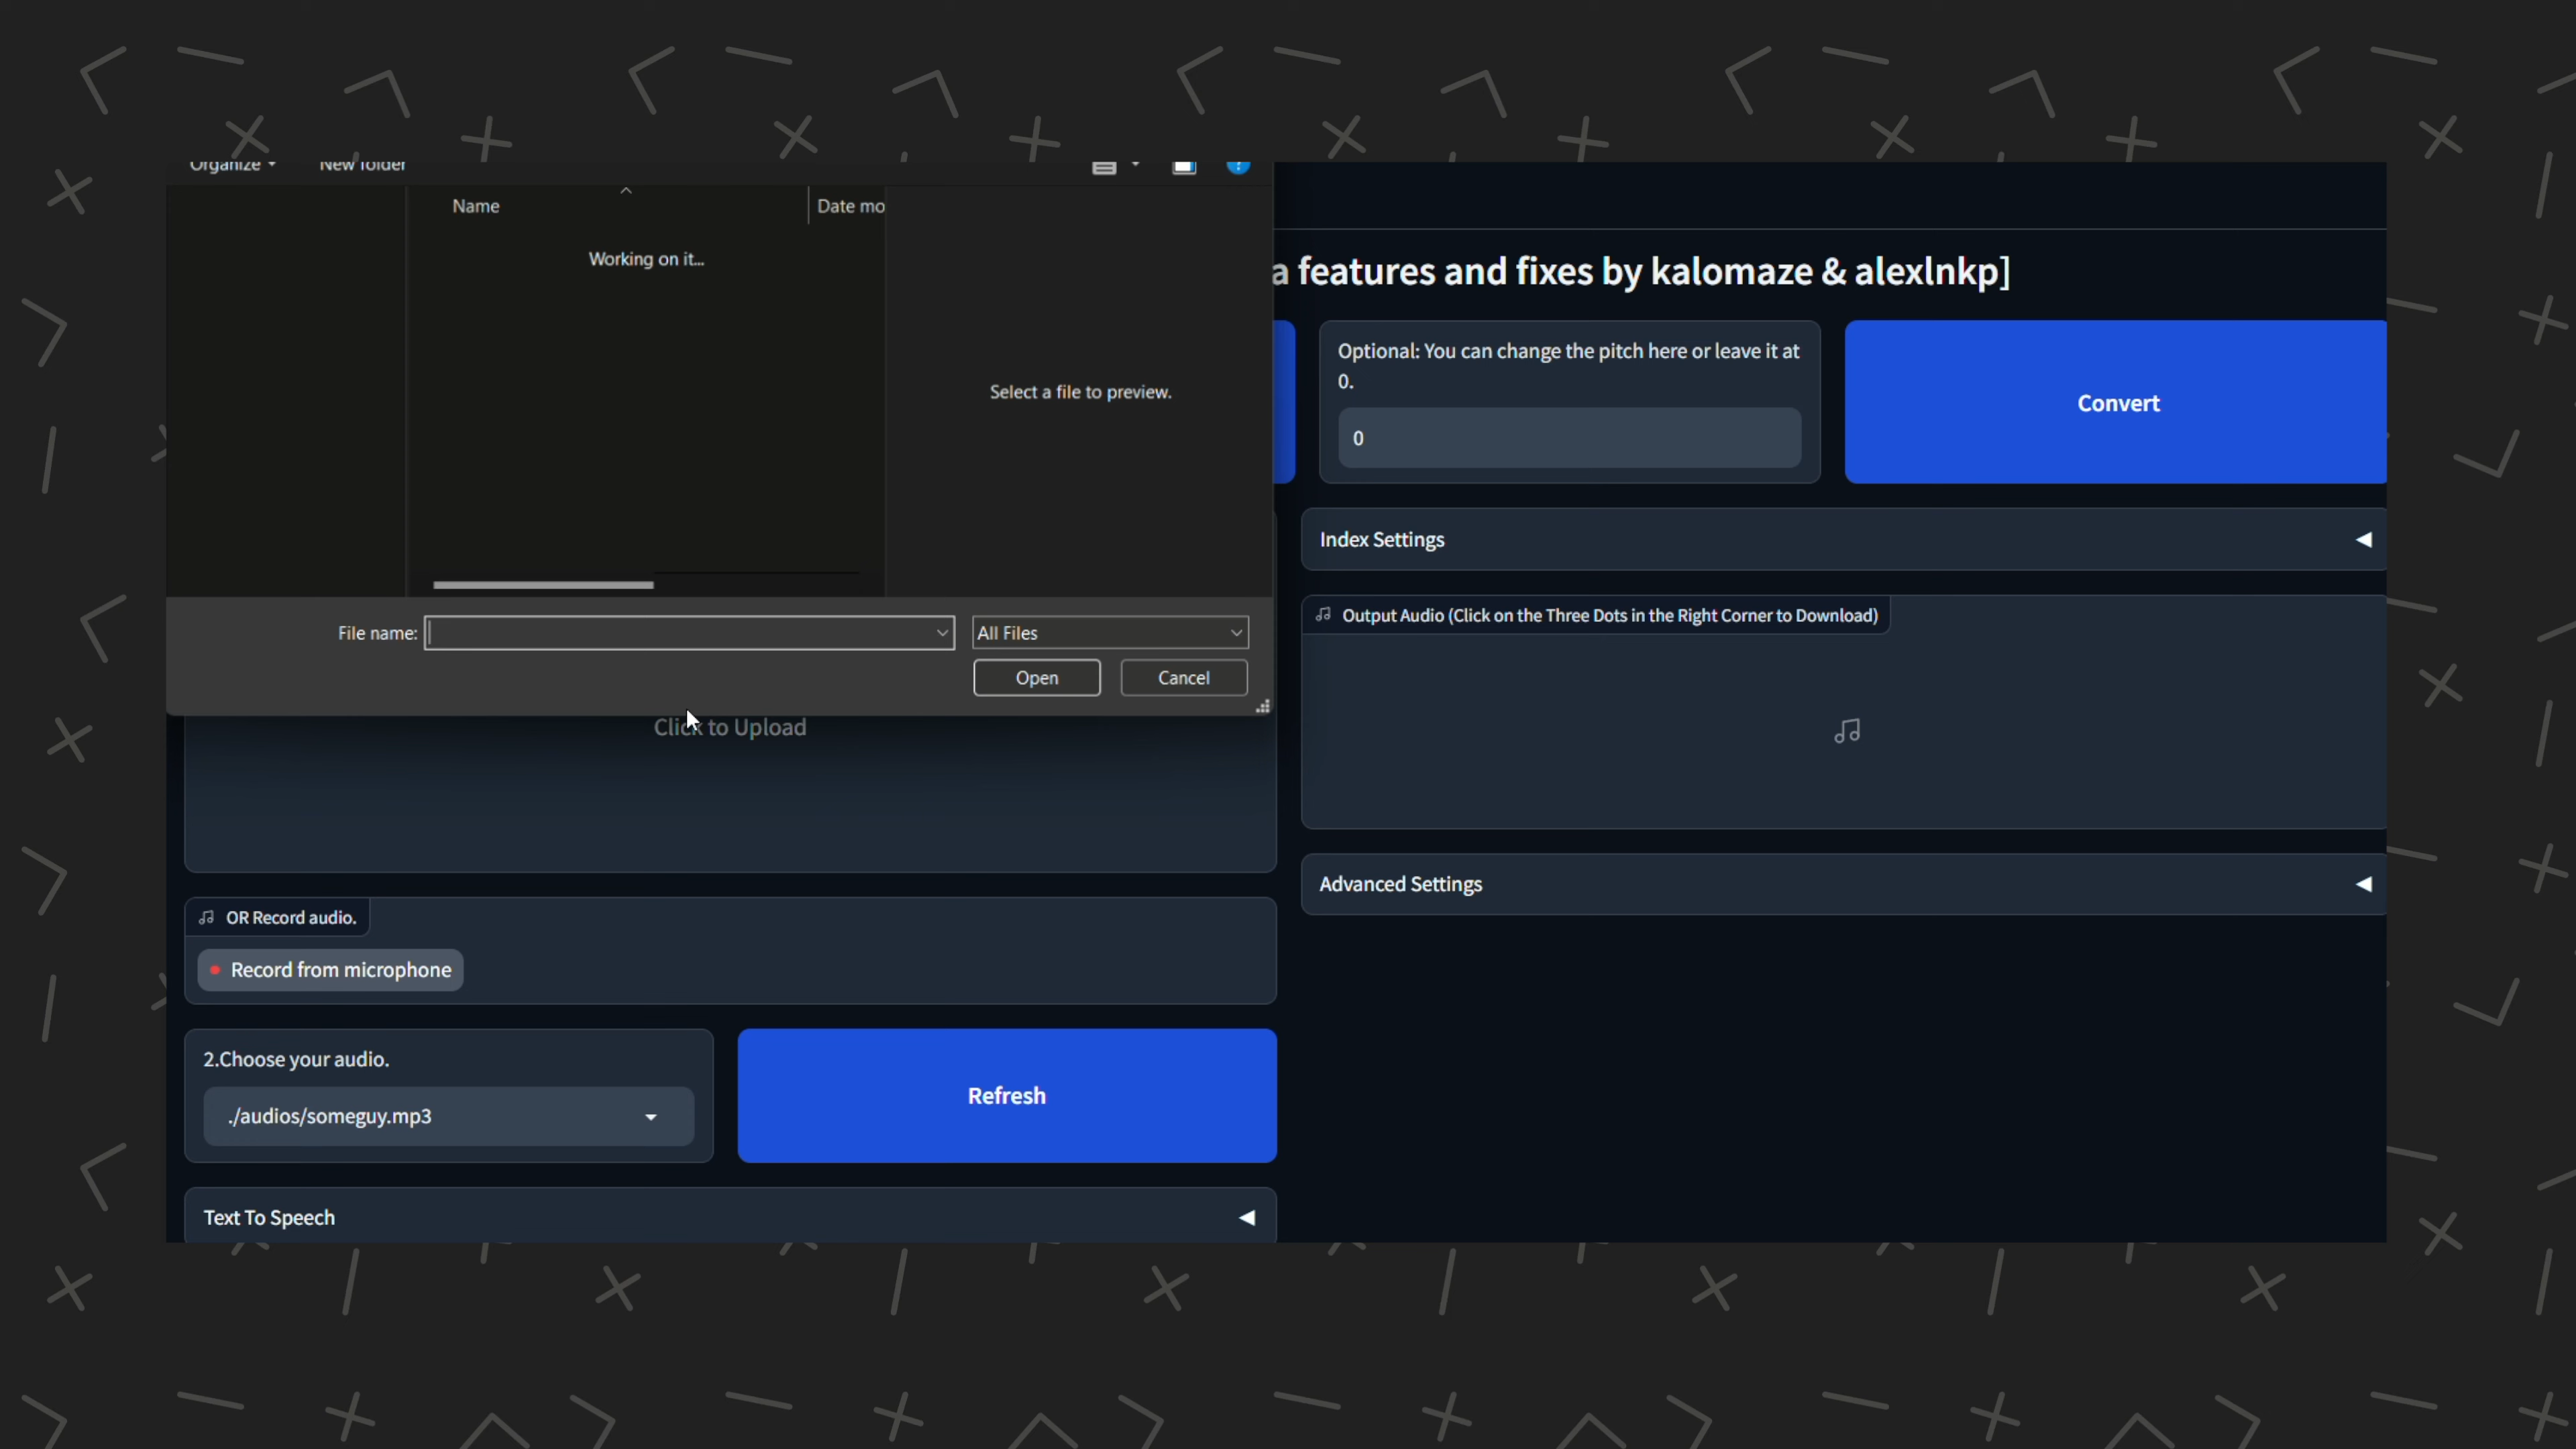 Organize
New folder
Name
Date mo
Working on it...
Select a file to preview.
File name:
All Files
Open
Cancel
Click to Upload
OR Record audio.
Record from microphone
2.Choose your audio.
./audios/someguy.mp3
Refresh
Text To Speech
a features and fixes by kalomaze & alexlnkp]
Optional: You can change the pitch here or leave it at
0.
0
Convert
Index Settings
Output Audio (Click on the Three Dots in the Right Corner to Download)
Advanced Settings